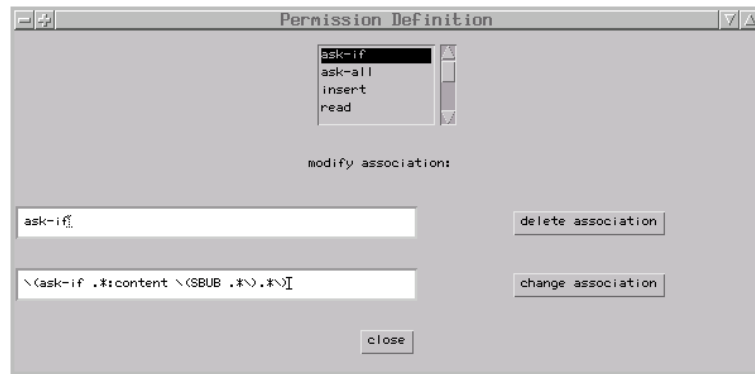 Permission Definition
ask-if
ask-all
insert
read
modify association:
ask-if
delete association
\(ask-if .*:content \(SBUB .*\).*\)
change association
close